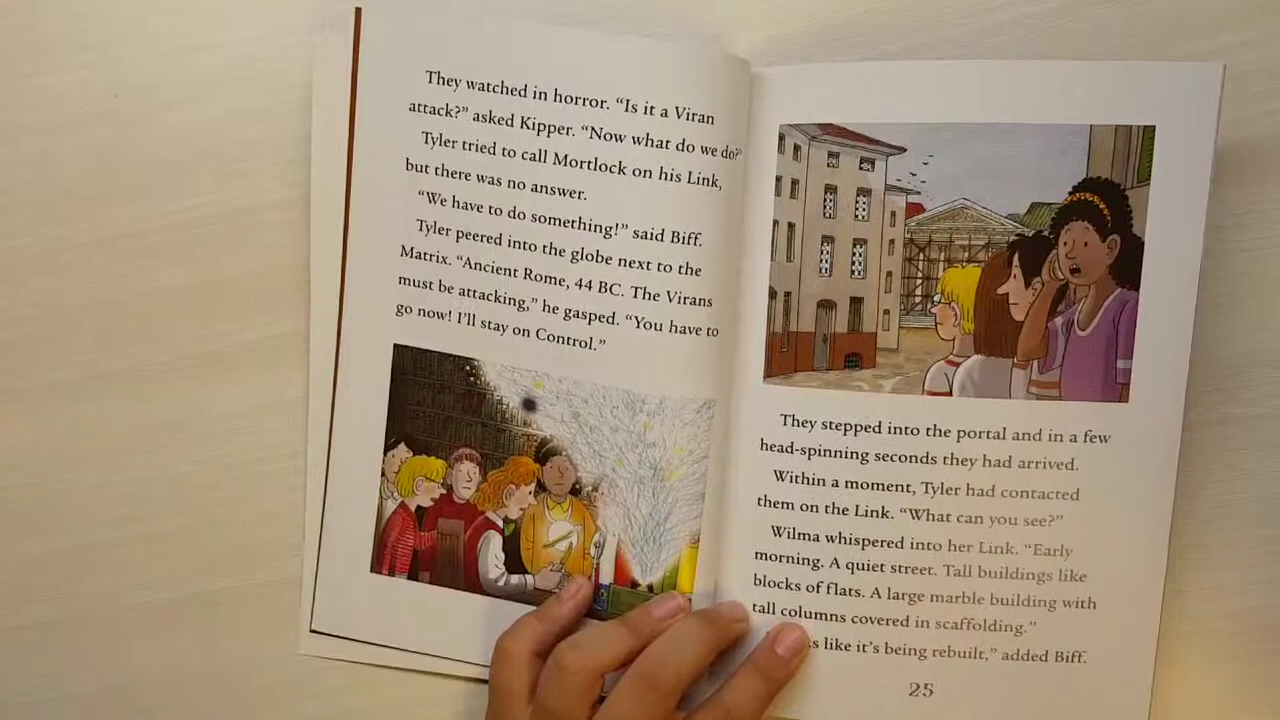 They watched in horror. “Is it a Viran
attack?” asked Kipper. “Now what do we do?”
Tyler tried to call Mortlock on his Link,
but there was no answer.
“We have to do something!” said Biff.
Tyler peered into the globe next to the
Matrix. “Ancient Rome, 44 BC. The Virans
must be attacking,” he gasped. “You have to
go now! I’ll stay on Control.”
They stepped into the portal and in a few
head-spinning seconds they had arrived.
Within a moment, Tyler had contacted
them on the Link. “What can you see?”
Wilma whispered into her Link. “Early
morning. A quiet street. Tall buildings like
blocks of flats. A large marble building with
tall columns covered in scaffolding.”
like it’s being rebuilt,” added Biff.
25